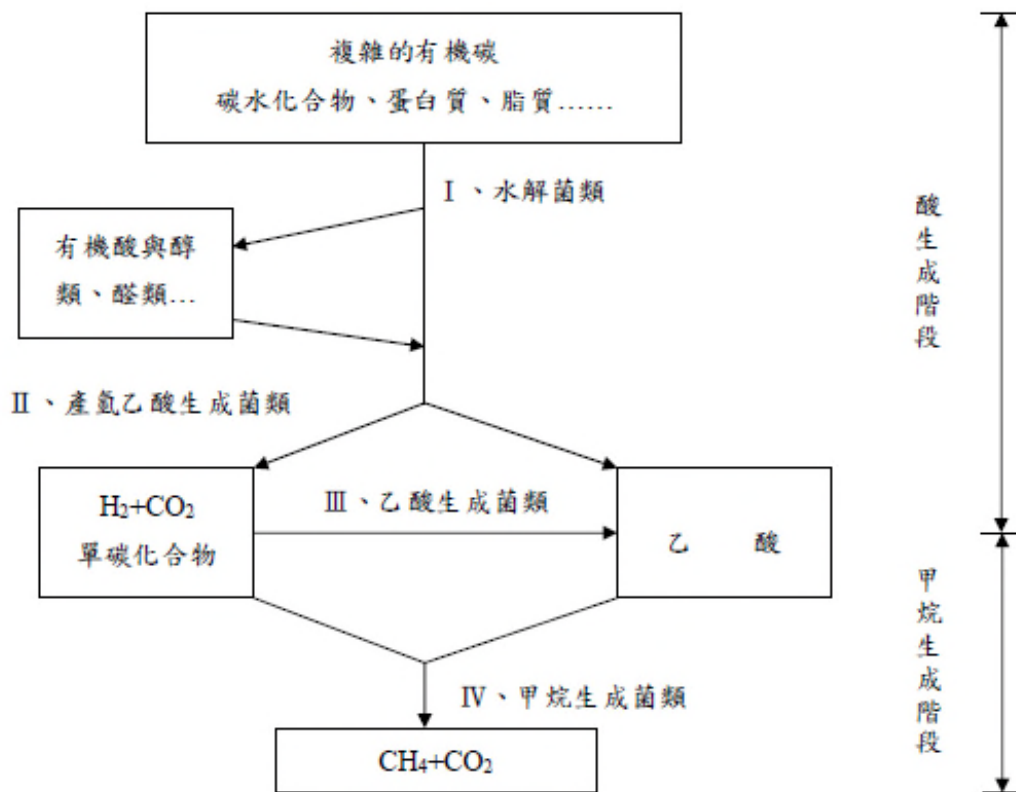 複雜的有機碳
碳水化合物、蛋白質、脂質……
Ⅰ、水解菌類
有機酸與醇
類、醛類…
Ⅱ、產氫乙酸生成菌類
H₂+CO₂
單碳化合物
Ⅲ、乙酸生成菌類
乙 酸
Ⅳ、甲烷生成菌類
CH₄+CO₂
酸生成階段
甲烷生成階段